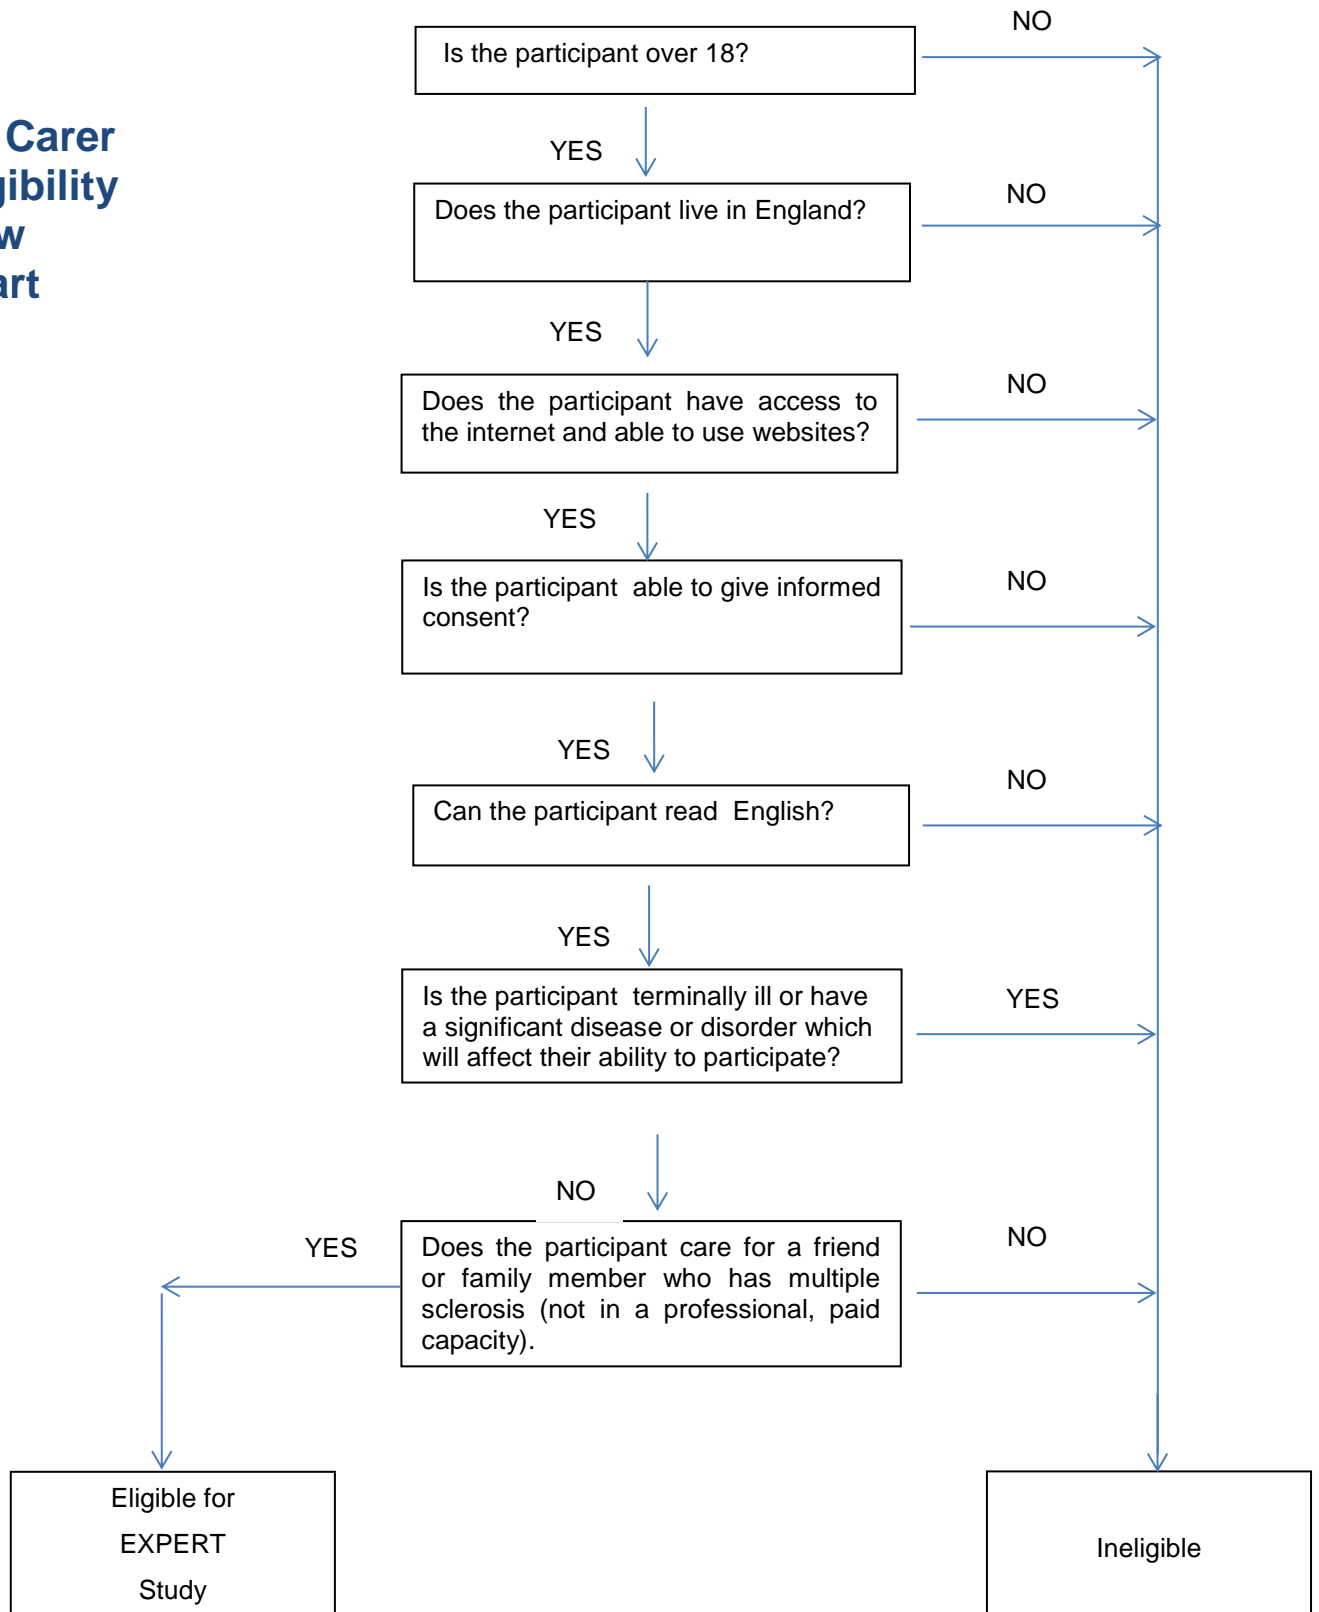 Carer
gibility
w
art
Is the participant over 18?
NO
YES
Does the participant live in England?
NO
YES
Does the participant have access to
the internet and able to use websites?
NO
YES
Is the participant able to give informed
consent?
NO
YES
Can the participant read English?
NO
YES
Is the participant terminally ill or have
a significant disease or disorder which
will affect their ability to participate?
YES
NO
Does the participant care for a friend
or family member who has multiple
sclerosis (not in a professional, paid
capacity).
YES
NO
Eligible for
EXPERT
Study
Ineligible